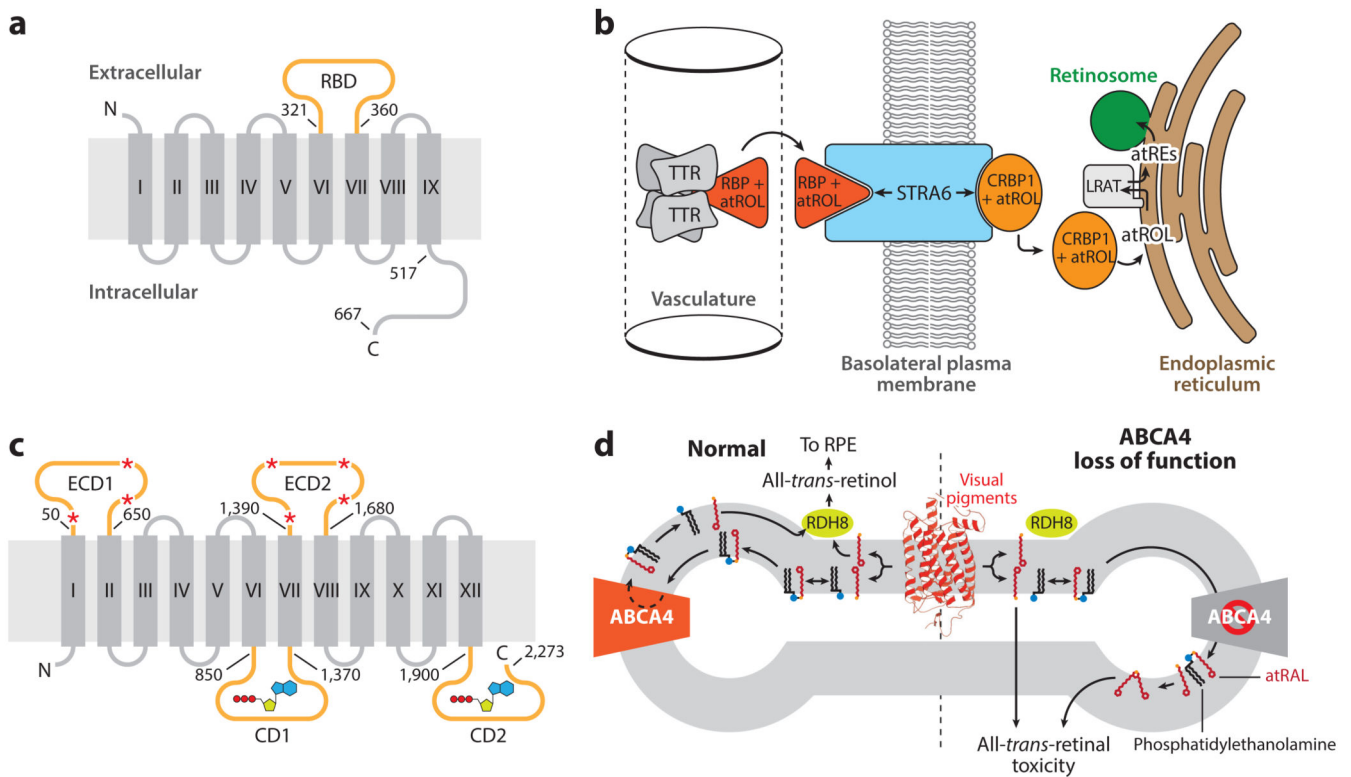 a
Extracellular
RBD
N
321
360
I
II
III
IV
V
VI
VII
VIII
IX
517
Intracellular
667
C
b
Retinosome
TTR
TTR
RBP +
atROL
RBP +
atROL
STRA6
CRBP1
+ atROL
CRBP1
+ atROL
LRAT
atREs
atROL
Vasculature
Basolateral plasma
membrane
Endoplasmic
reticulum
c
ECD1
ECD2
*
*
*
*
*
*
*
50
650
1,390
1,680
I
II
III
IV
V
VI
VII
VIII
IX
X
XI
XII
N
850
1,370
1,900
C
2,273
CD1
CD2
d
Normal
To RPE
All-trans-retinol
RDH8
Visual
pigments
ABCA4
loss of function
RDH8
ABCA4
ABCA4
atRAL
All-trans-retinal
toxicity
Phosphatidylethanolamine